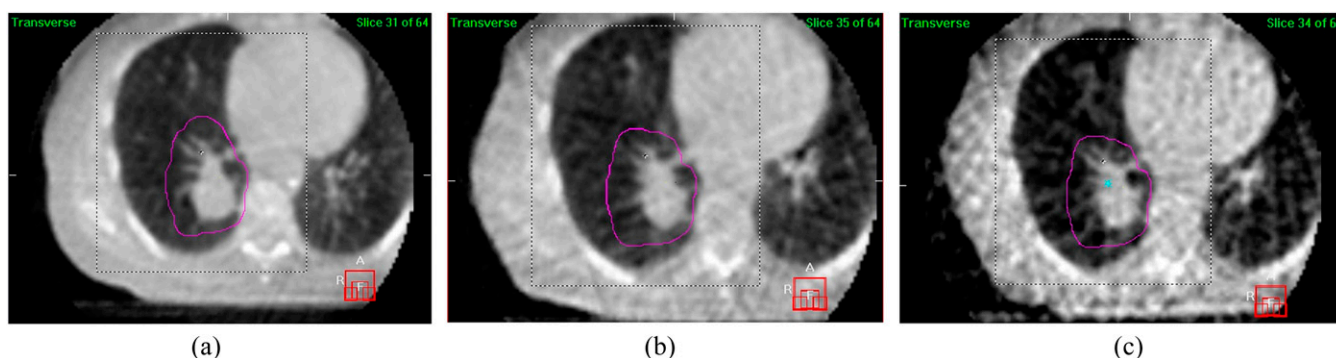 Transverse
Slice 31 of 64
A
R
F
(a)
Transverse
Slice 35 of 64
A
R
F
(b)
Transverse
Slice 34 of 6
R
(c)